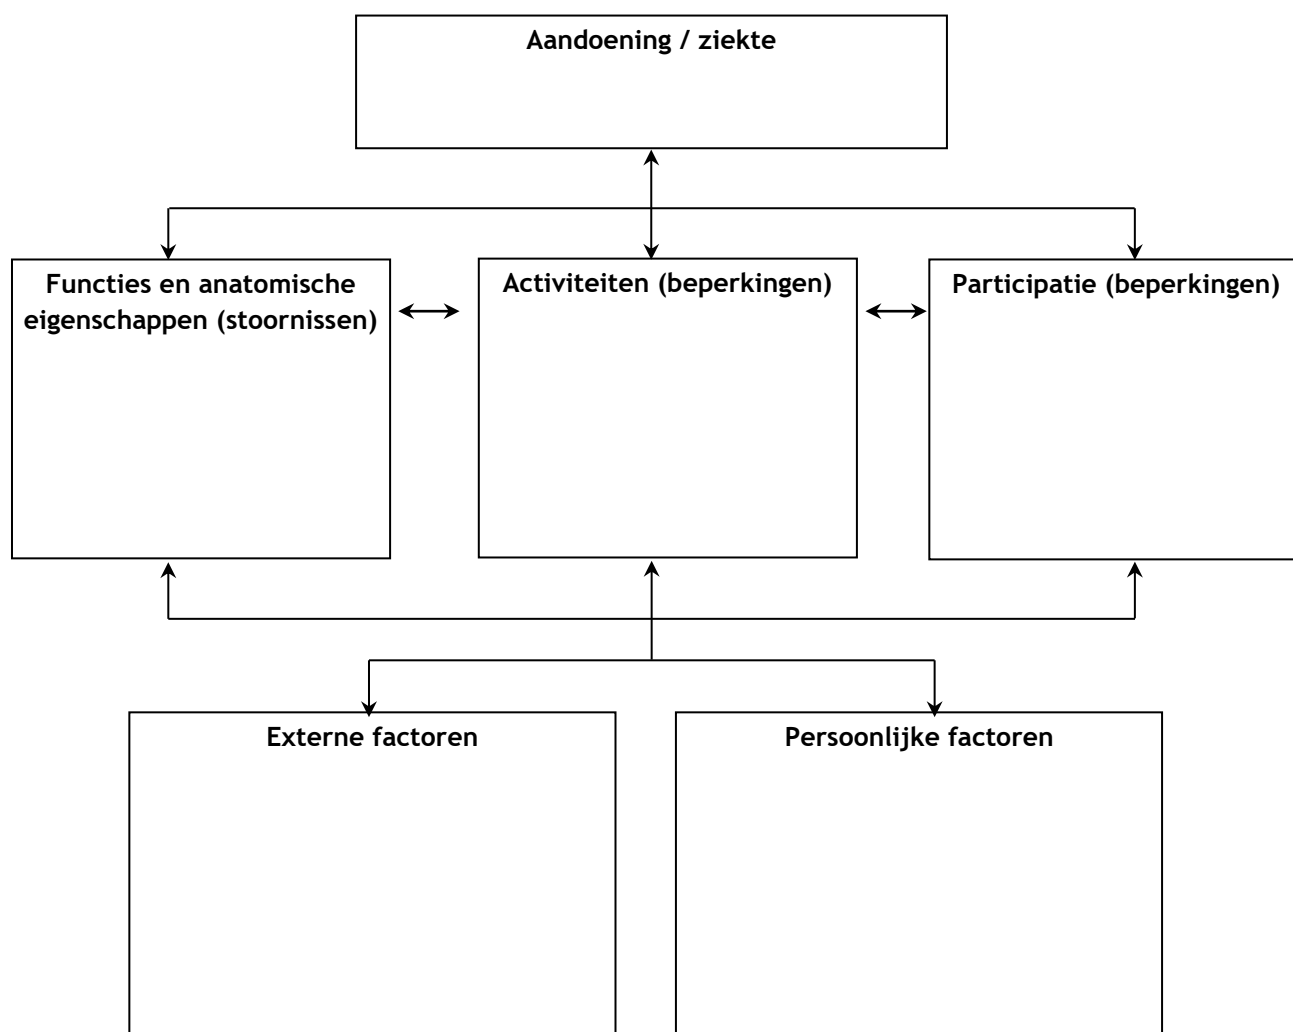 Aandoening / ziekte
Functies en anatomische
eigenschappen (stoornissen)
Activiteiten (beperkingen)
Participatie (beperkingen)
Externe factoren
Persoonlijke factoren